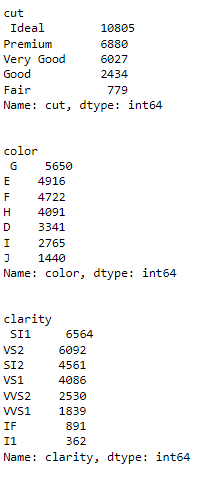 cut
 Ideal        10805
Premium       6880
Very Good     6027
Good          2434
Fair           779
Name: cut, dtype: int64
color
 G    5650
E    4916
F    4722
H    4091
D    3341
I    2765
J    1440
Name: color, dtype: int64
clarity
 SI1     6564
VS2     6092
SI2     4561
VS1     4086
VVS2    2530
VVS1    1839
IF       891
I1       362
Name: clarity, dtype: int64